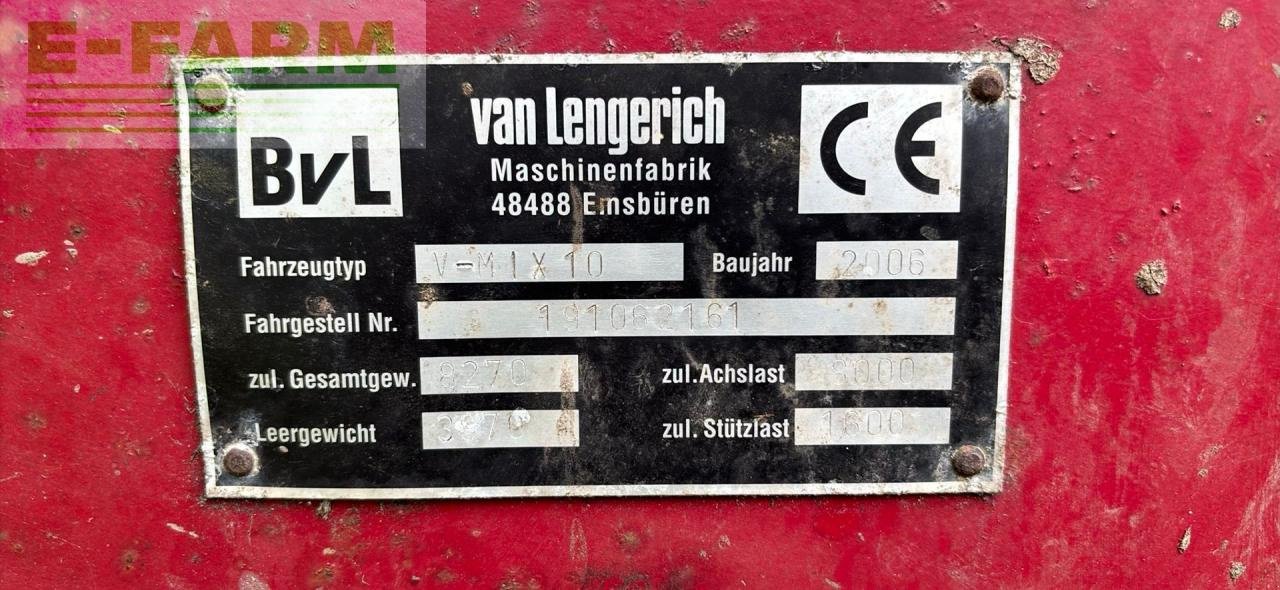 E-FARM
BvL
van Lengerich
Maschinenfabrik
48488 Emsbüren
CE
Fahrzeugtyp V-MIX 10 Baujahr 2006
Fahrgestell Nr.
zul. Gesamtgew. 8270 zul. Achslast 8000
Leergewicht zul. Stützlast 1600